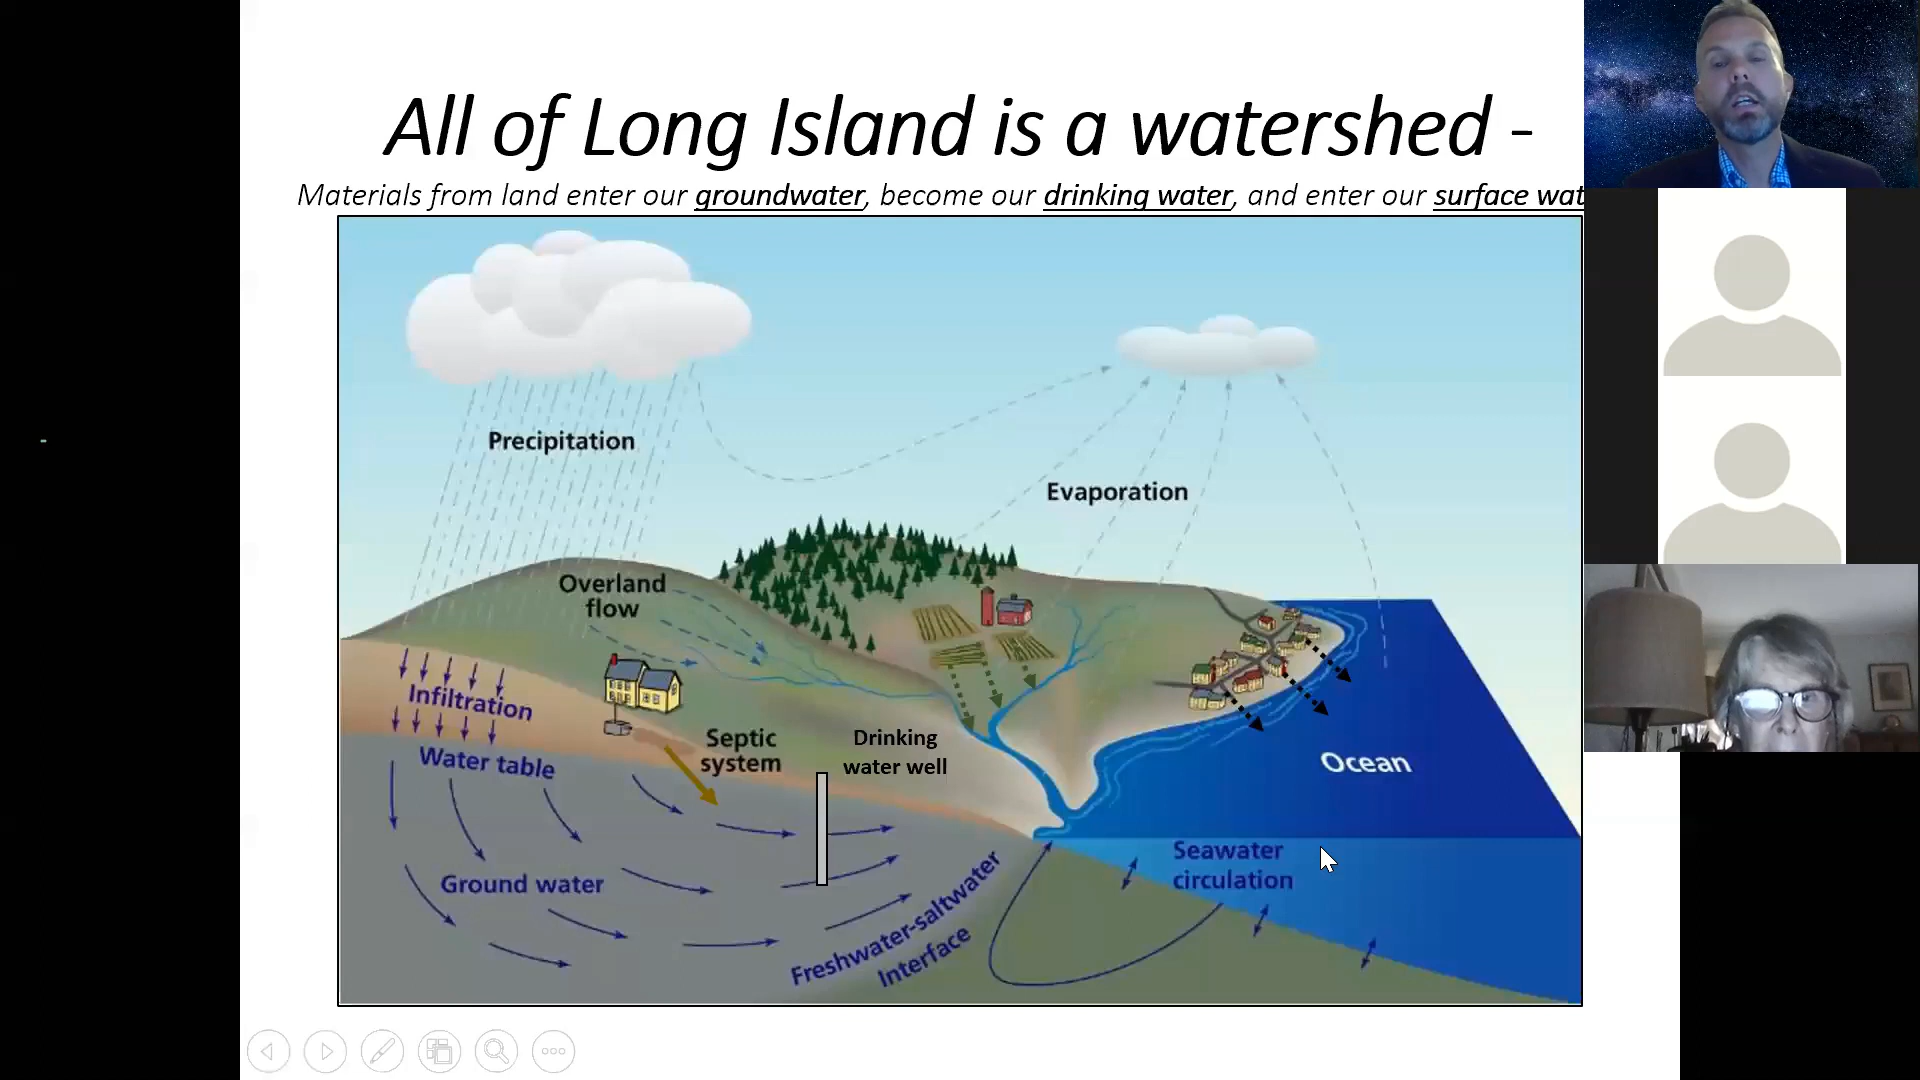 All of Long Island is a watershed -
Materials from land enter our groundwater, become our drinking water, and enter our surface wat
Precipitation
Evaporation
Overland
flow
Infiltration
Septic
system
Drinking
water well
Water table
Ocean
Seawater
circulation
Ground water
Freshwater-saltwater
Interface